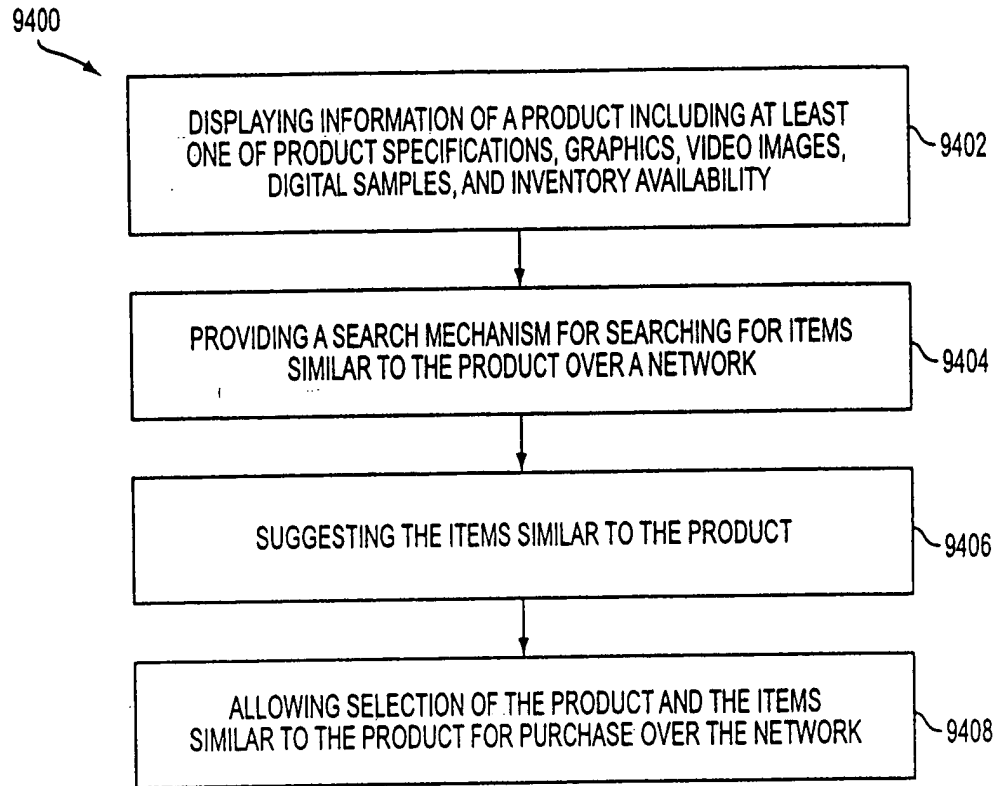 9400
DISPLAYING INFORMATION OF A PRODUCT INCLUDING AT LEAST
ONE OF PRODUCT SPECIFICATIONS, GRAPHICS, VIDEO IMAGES,
DIGITAL SAMPLES, AND INVENTORY AVAILABILITY
9402
PROVIDING A SEARCH MECHANISM FOR SEARCHING FOR ITEMS
SIMILAR TO THE PRODUCT OVER A NETWORK
9404
SUGGESTING THE ITEMS SIMILAR TO THE PRODUCT
9406
ALLOWING SELECTION OF THE PRODUCT AND THE ITEMS
SIMILAR TO THE PRODUCT FOR PURCHASE OVER THE NETWORK
9408